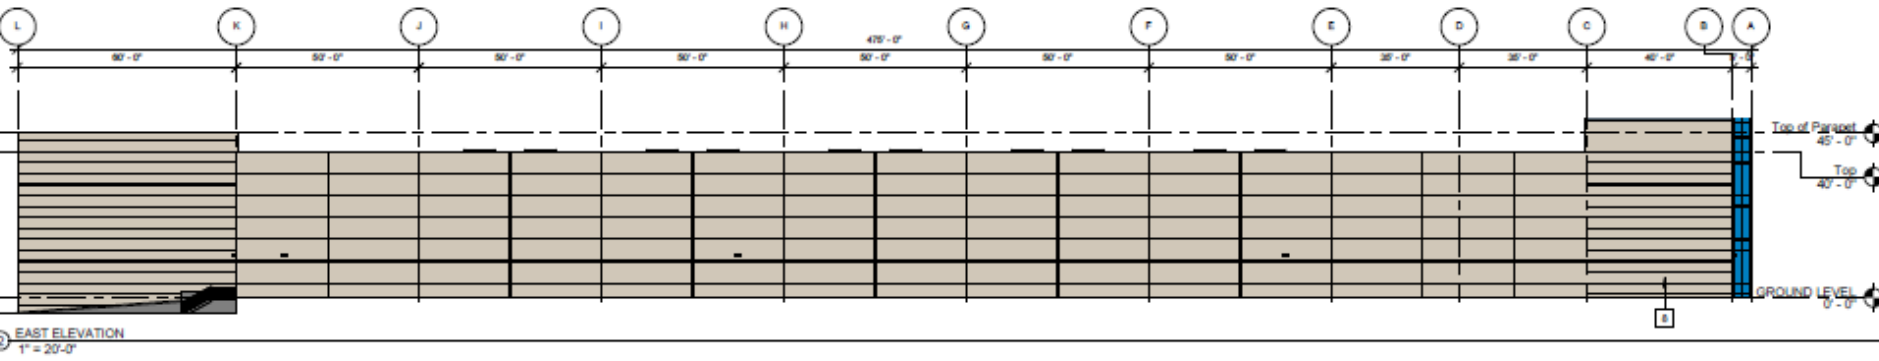 L K J I H G F E D C B A
475' - 0"
60' - 0" 50' - 0" 50' - 0" 50' - 0" 50' - 0" 50' - 0" 50' - 0" 35' - 0" 35' - 0" 40' - 0"
Top of Parapet
45' - 0"
Top
40' - 0"
GROUND LEVEL
0' - 0"
8
EAST ELEVATION
1" = 20'-0"